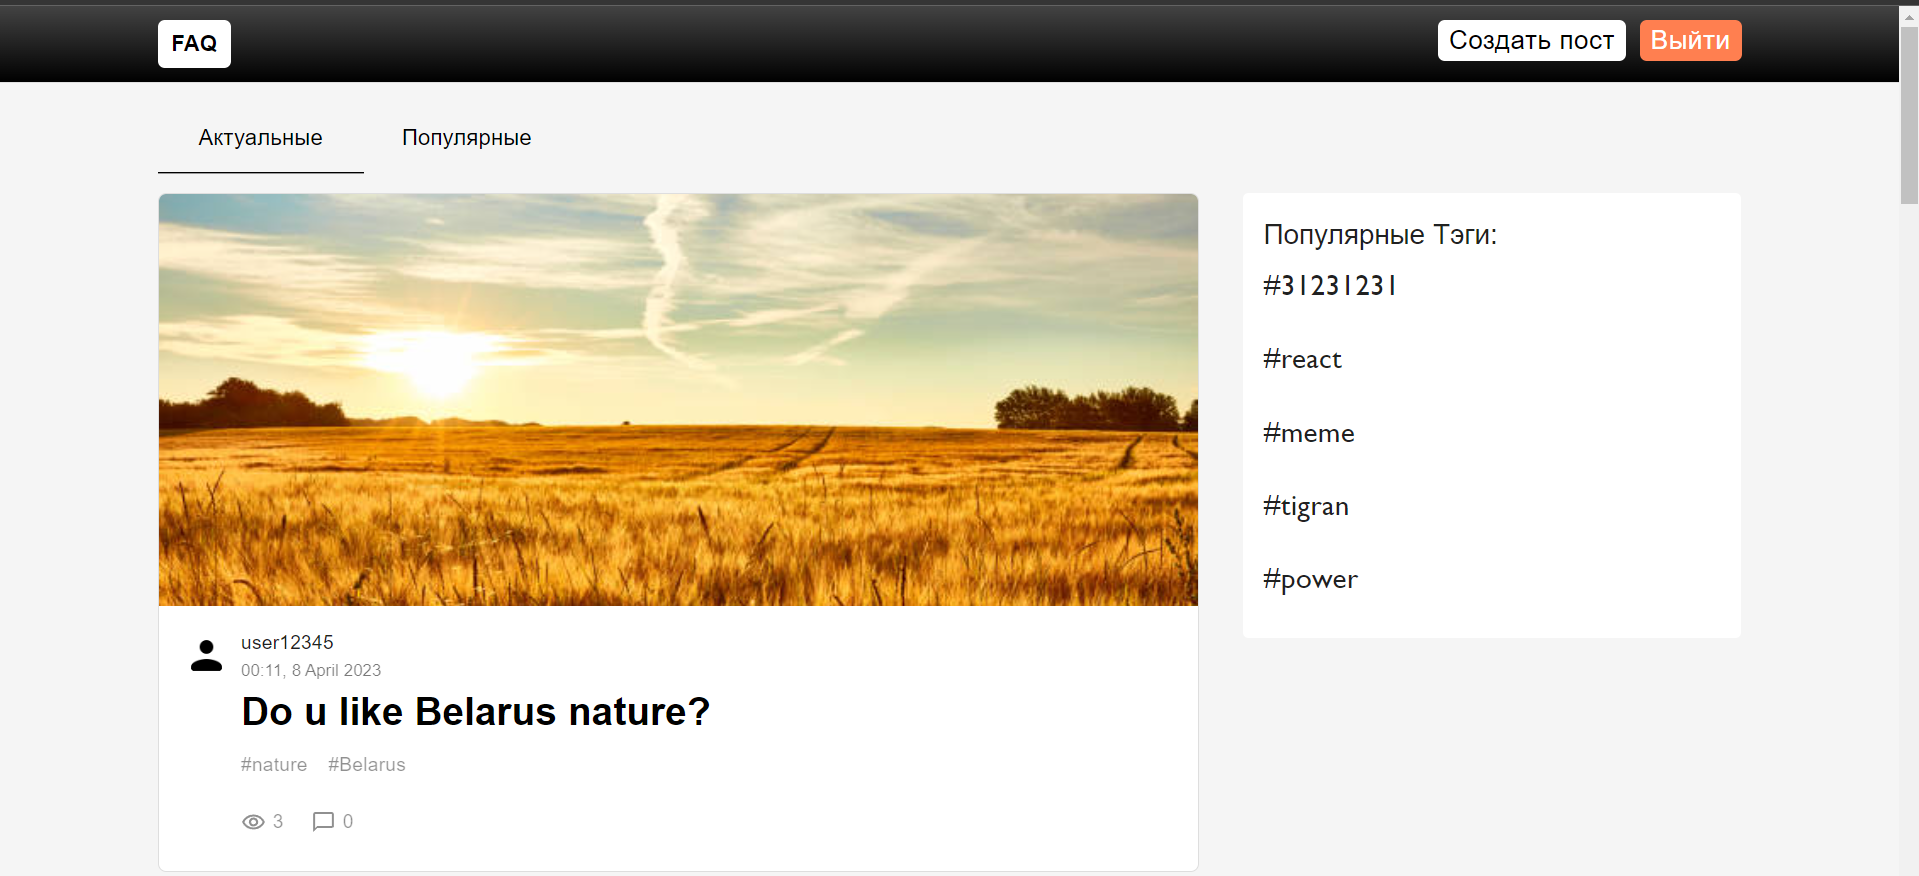 FAQ
Создать пост
Выйти
Актуальные
Популярные
Популярные Тэги:
#31231231
#react
#meme
#tigran
#power
user12345
00:11, 8 April 2023
Do u like Belarus nature?
#nature #Belarus
3 0